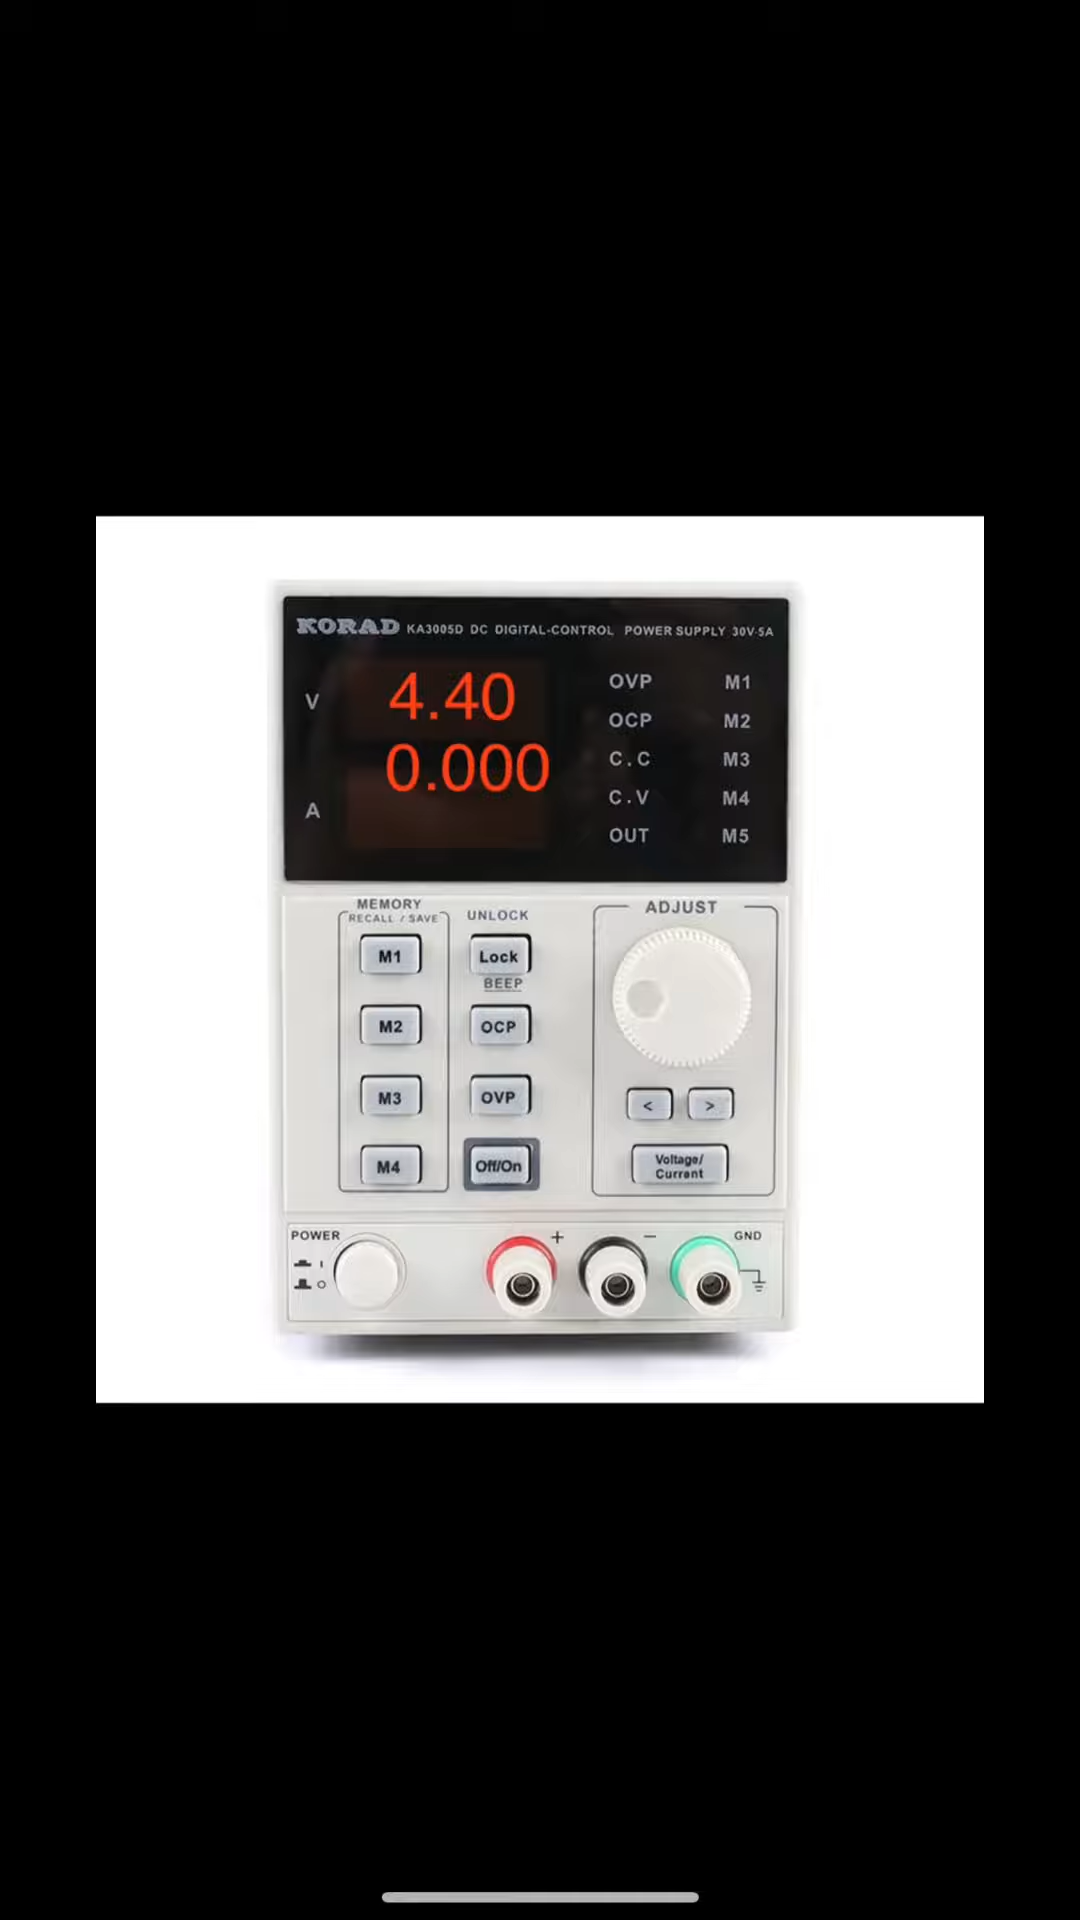 KORAD KA3005D DC DIGITAL-CONTROL POWER SUPPLY 30V-5A
V 4.40
0.000
A
OVP M1
OCP M2
C.C M3
C.V M4
OUT M5
MEMORY
RECALL / SAVE
UNLOCK
ADJUST
M1
Lock
BEEP
M2
OCP
M3
OVP
< >
M4
Off/On
Voltage/
Current
POWER
I
O
+
−
GND